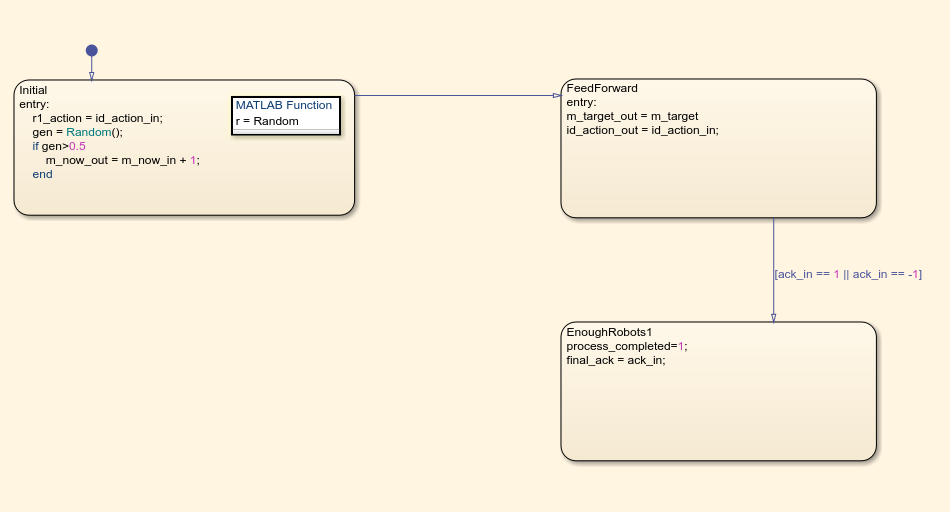 Initial
entry:
r1_action = id_action_in;
gen = Random();
if gen>0.5
m_now_out = m_now_in + 1;
end
MATLAB Function
r = Random
FeedForward
entry:
m_target_out = m_target
id_action_out = id_action_in;
[ack_in == 1 || ack_in == -1]
EnoughRobots1
process_completed=1;
final_ack = ack_in;